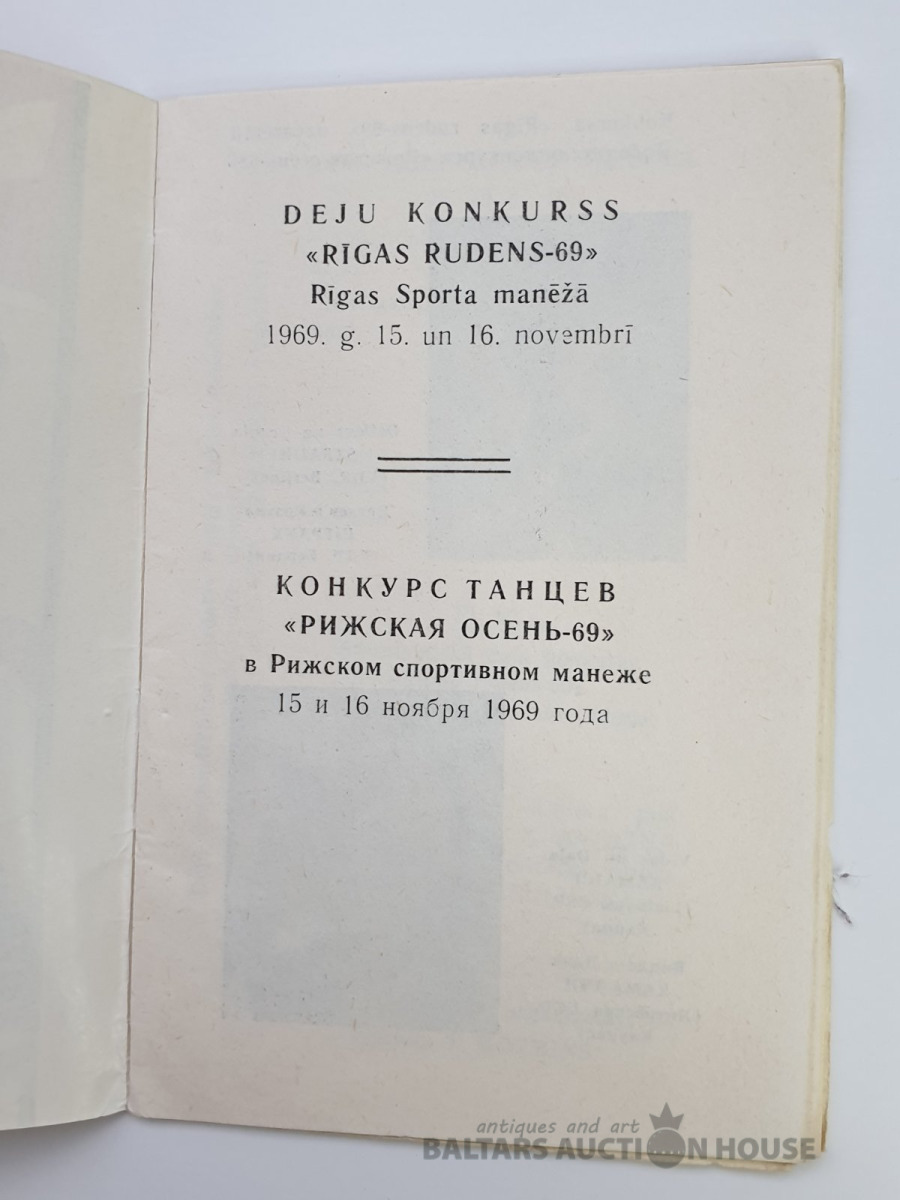 DEJU KONKURSS
«RĪGAS RUDENS-69»
Rīgas Sporta manēžā
1969. g. 15. un 16. novembrī
КОНКУРС ТАНЦЕВ
«РИЖСКАЯ ОСЕНЬ-69»
в Рижском спортивном манеже
15 и 16 ноября 1969 года
antiques and art
BALTARS AUCTION HOUSE